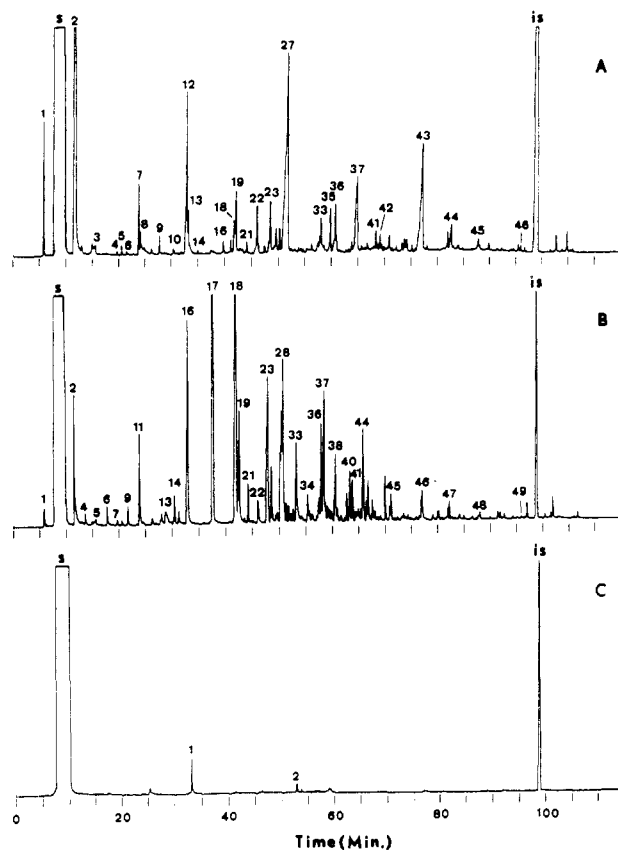 s 2 is
1 12 27 A
7 13 19 22 23 43
18 33 35 36 37
3 4 5 6 8 9 10 14 16 21 41 42 44 45 46
s 16 17 18 is
2 B
11 19 23 28 37
1 4 5 6 7 9 13 14 21 22 33 34 36 38 40 41 44 45 46 47 48 49
s is
C
1 2
0 20 40 60 80 100
Time (Min.)